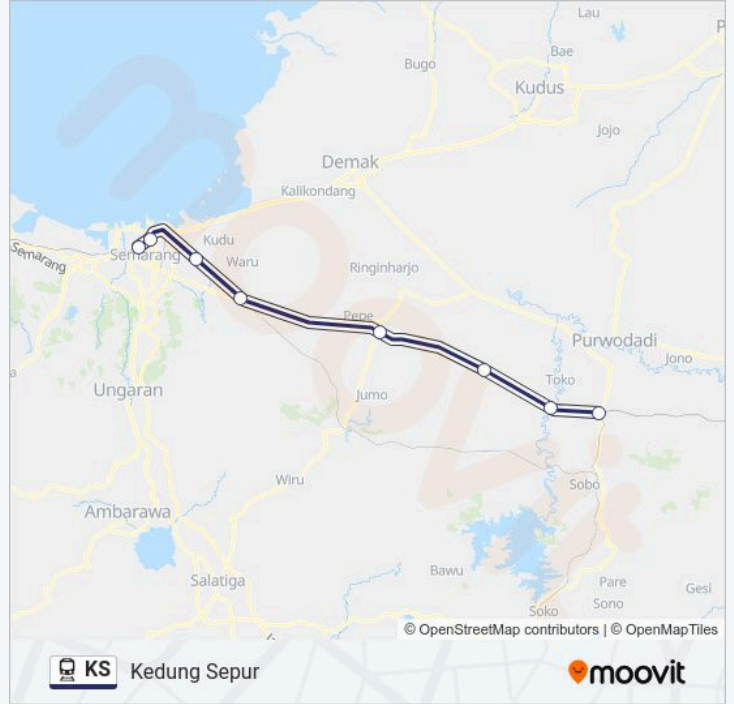 Lau
P
Bae
Bugo
Kudus
Jojo
Demak
Kalikondang
Kudu
Semarang
Semarang
Waru
Ringinharjo
Pepe
Purwodadi
Jono
a
Toko
Ungaran
Jumo
Wiru
Sobo
Ambarawa
Bawu
Salatiga
Pare
Gesi
Sono
Soko
© OpenStreetMap contributors | © OpenMapTiles
KS Kedung Sepur
moovit
moovit